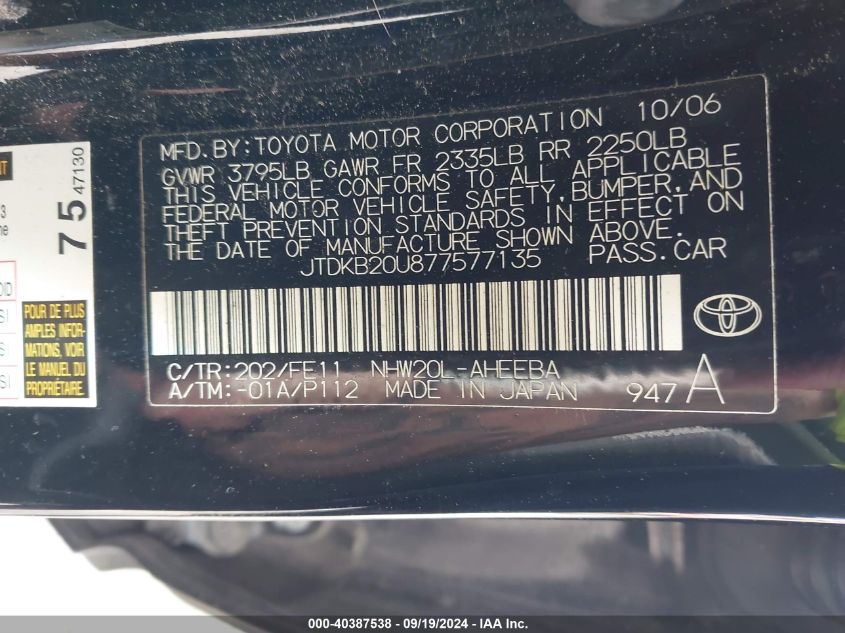 MFD. BY: TOYOTA MOTOR CORPORATION 10/06
GVWR 3795LB GAWR FR 2335LB RR 2250LB
THIS VEHICLE CONFORMS TO ALL APPLICABLE
FEDERAL MOTOR VEHICLE SAFETY, BUMPER, AND
THEFT PREVENTION STANDARDS IN EFFECT ON
THE DATE OF MANUFACTURE SHOWN ABOVE.
JTDKB20U877577135 PASS. CAR
C/TR: 202/FE11 NHW20L-AHEEBA
A/TM: -01A/P112 MADE IN JAPAN 947 A
75 47130
POUR DE PLUS
AMPLES INFOR-
MATIONS, VOIR
LE MANUEL
000-40387538 - 09/19/2024 - IAA, Inc.